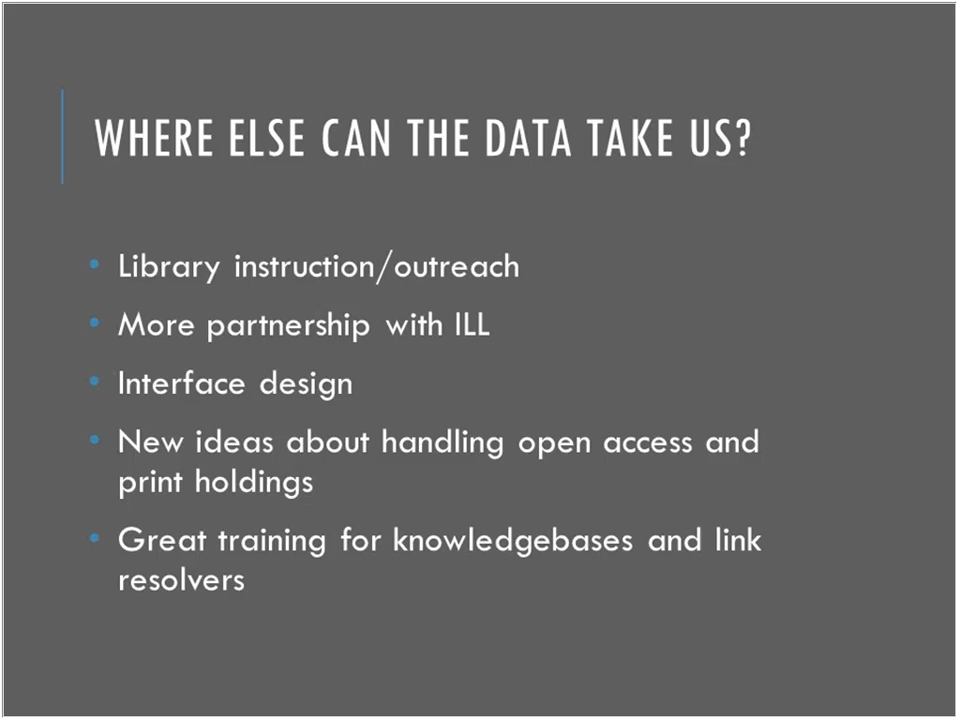 WHERE ELSE CAN THE DATA TAKE US?
• Library instruction/outreach
• More partnership with ILL
• Interface design
• New ideas about handling open access and
print holdings
• Great training for knowledgebases and link
resolvers